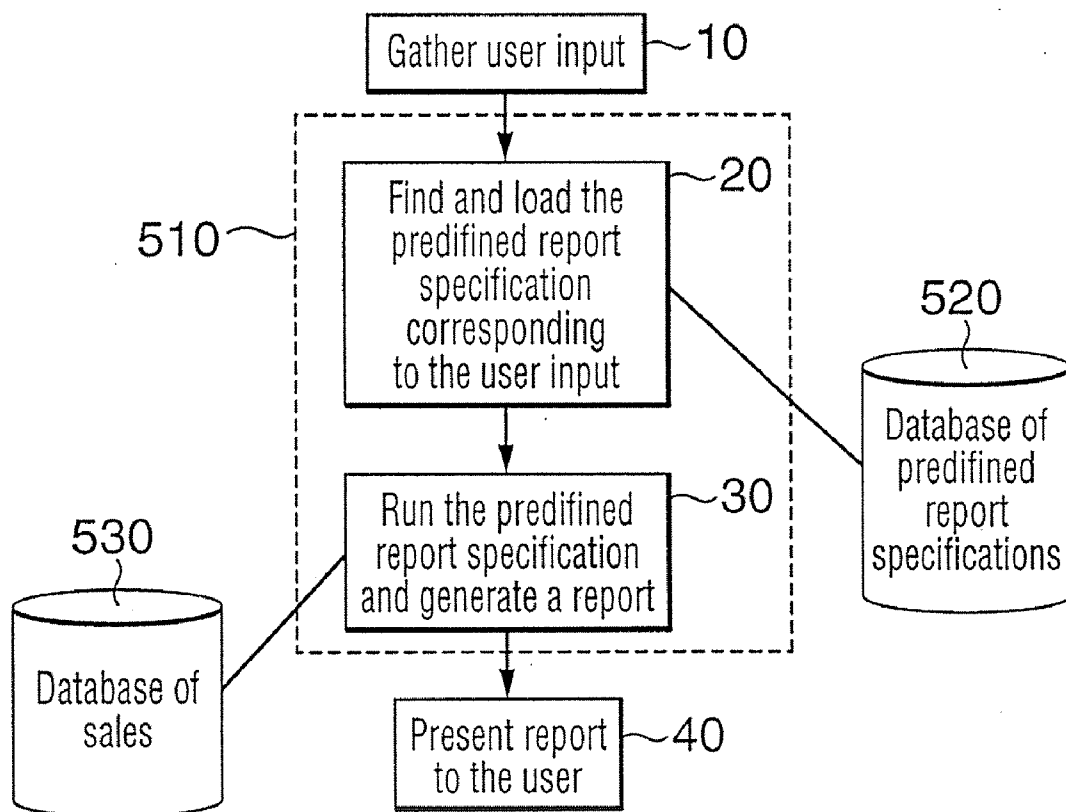 Gather user input
10
20
Find and load the
predifined report
specification
corresponding
to the user input
510
520
Database of
predifined
report
specifications
30
Run the predifined
report specification
and generate a report
530
Database of
sales
Present report
to the user
40